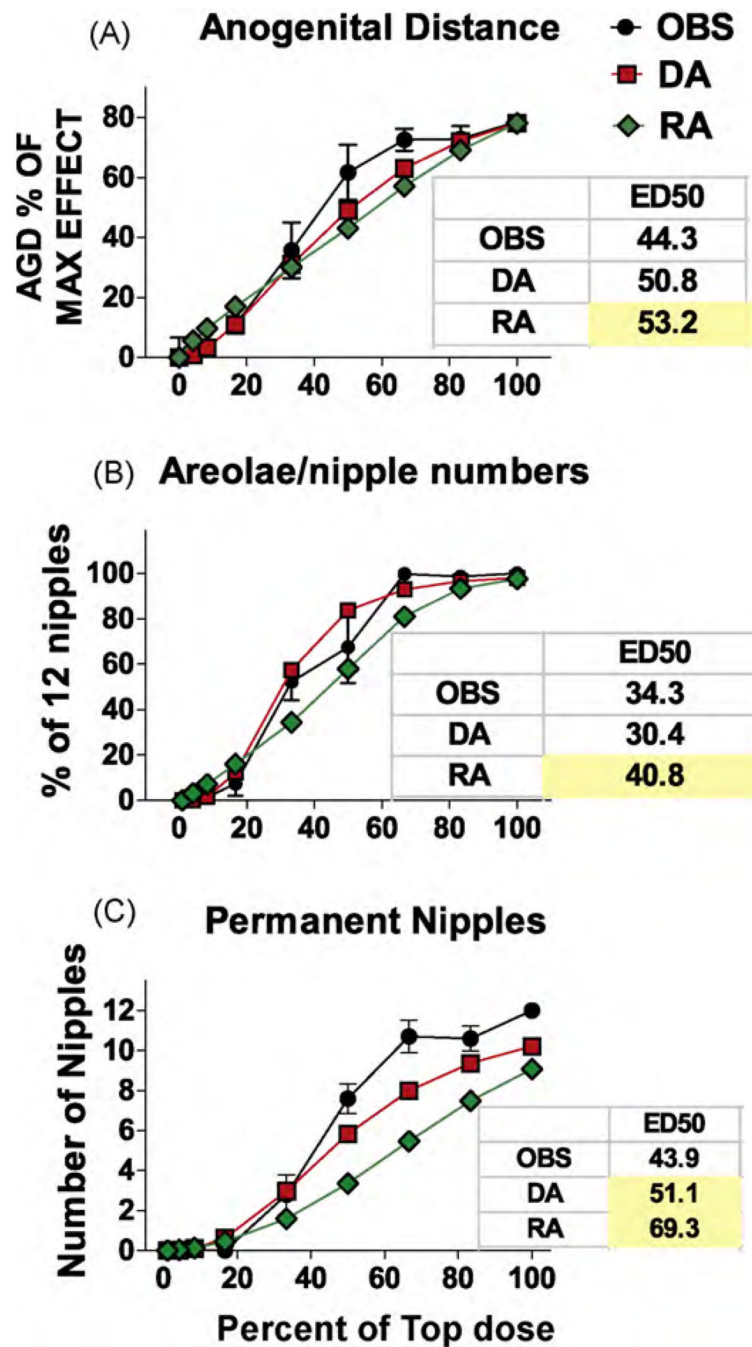 (A) Anogenital Distance
OBS
DA
RA
AGD % OF
MAX EFFECT
80
60
40
20
0
0 20 40 60 80 100
ED50
OBS 44.3
DA 50.8
RA 53.2
(B) Areolae/nipple numbers
% of 12 nipples
100
80
60
40
20
0
0 20 40 60 80 100
ED50
OBS 34.3
DA 30.4
RA 40.8
(C) Permanent Nipples
Number of Nipples
12
10
8
6
4
2
0
0 20 40 60 80 100
ED50
OBS 43.9
DA 51.1
RA 69.3
Percent of Top dose